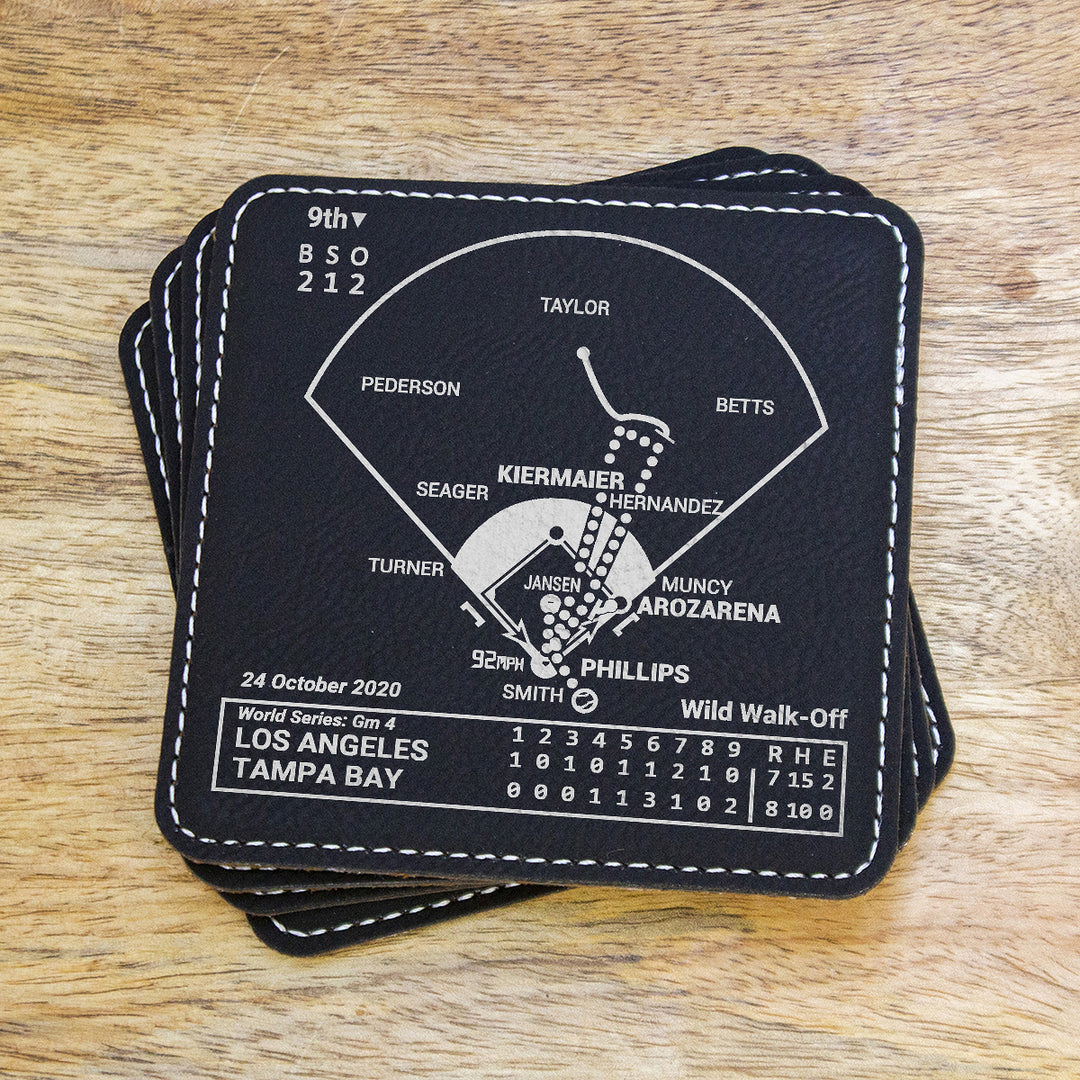 9th▼
B S O
2 1 2
TAYLOR
PEDERSON
BETTS
KIERMAIER
SEAGER
HERNANDEZ
TURNER
JANSEN
MUNCY
AROZARENA
92MPH
PHILLIPS
SMITH
24 October 2020
Wild Walk-Off
World Series: Gm 4
1 2 3 4 5 6 7 8 9 R H E
LOS ANGELES 1 0 1 0 1 1 2 1 0 7 15 2
TAMPA BAY 0 0 0 1 1 3 1 0 2 8 10 0